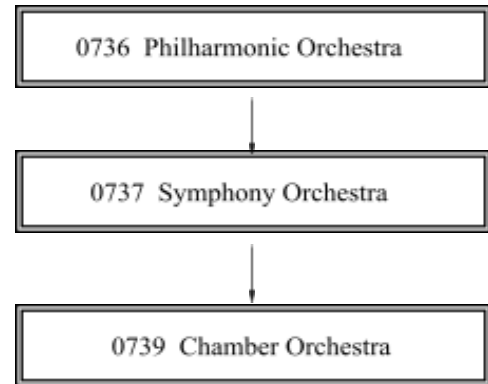 0736 Philharmonic Orchestra
0737 Symphony Orchestra
0739 Chamber Orchestra